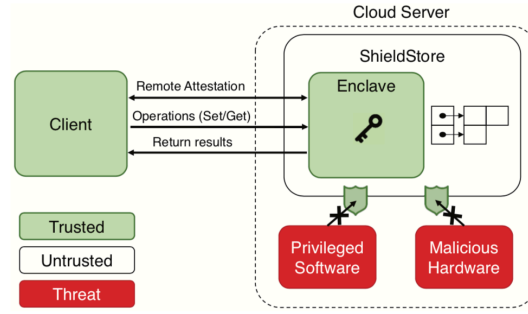 Cloud Server
ShieldStore
Enclave
Client
Remote Attestation
Operations (Set/Get)
Return results
Trusted
Untrusted
Threat
Privileged
Software
Malicious
Hardware